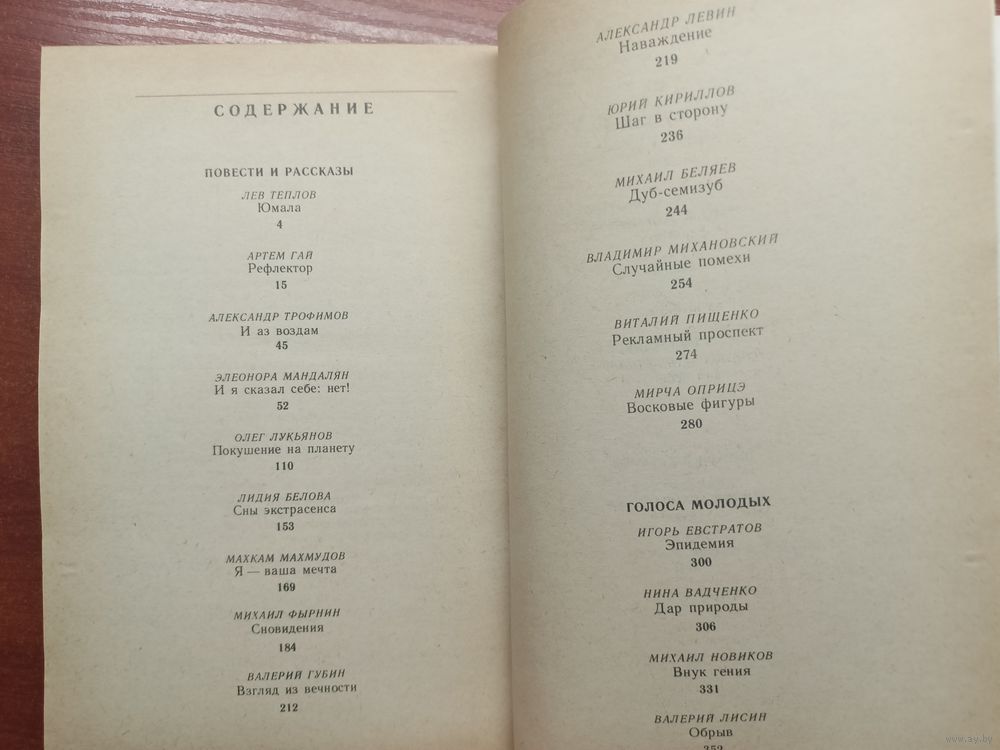 СОДЕРЖАНИЕ
ПОВЕСТИ И РАССКАЗЫ
ЛЕВ ТЕПЛОВ
Юмала
4
АРТЕМ ГАЙ
Рефлектор
15
АЛЕКСАНДР ТРОФИМОВ
И аз воздам
45
ЭЛЕОНОРА МАНДАЛЯН
И я сказал себе: нет!
52
ОЛЕГ ЛУКЬЯНОВ
Покушение на планету
110
ЛИДИЯ БЕЛОВА
Сны экстрасенса
153
МАХКАМ МАХМУДОВ
Я — ваша мечта
169
МИХАИЛ ФЫРНИН
Сновидения
184
ВАЛЕРИЙ ГУБИН
Взгляд из вечности
212
АЛЕКСАНДР ЛЕВИН
Наваждение
219
ЮРИЙ КИРИЛЛОВ
Шаг в сторону
236
МИХАИЛ БЕЛЯЕВ
Дуб-семизуб
244
ВЛАДИМИР МИХАНОВСКИЙ
Случайные помехи
254
ВИТАЛИЙ ПИЩЕНКО
Рекламный проспект
274
МИРЧА ОПРИЦЭ
Восковые фигуры
280
ГОЛОСА МОЛОДЫХ
ИГОРЬ ЕВСТРАТОВ
Эпидемия
300
НИНА ВАДЧЕНКО
Дар природы
306
МИХАИЛ НОВИКОВ
Внук гения
331
ВАЛЕРИЙ ЛИСИН
Обрыв
352
www.ay.by